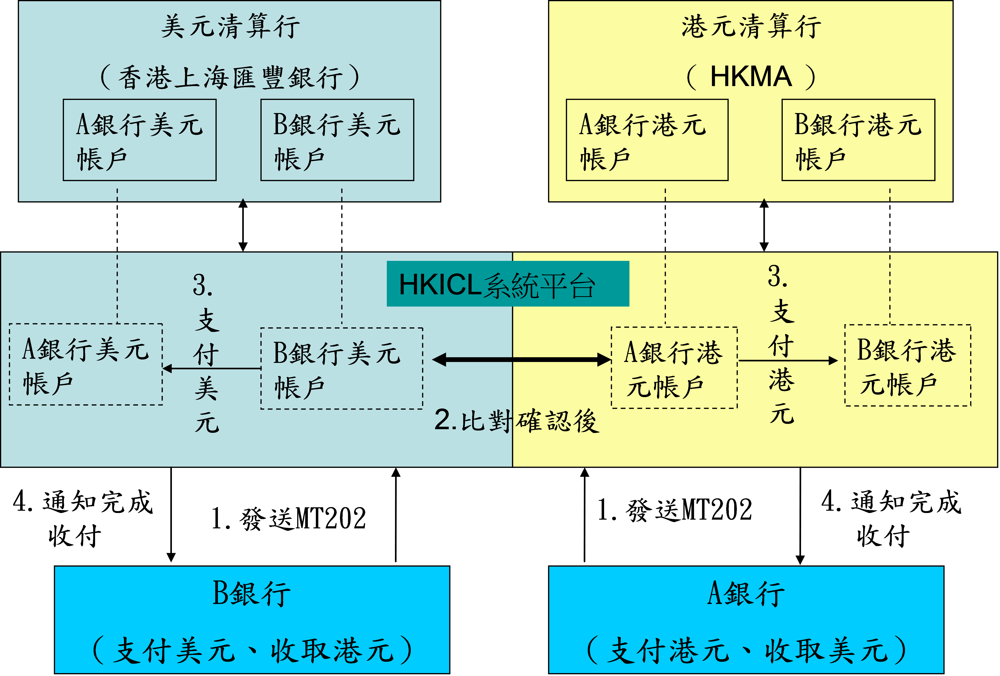 美元清算行
（香港上海匯豐銀行）
A銀行美元
帳戶
B銀行美元
帳戶
港元清算行
（ HKMA ）
A銀行港元
帳戶
B銀行港元
帳戶
HKICL系統平台
3.
支
付
美
元
A銀行美元
帳戶
B銀行美元
帳戶
2.比對確認後
3.
支
付
港
元
A銀行港
元帳戶
B銀行港
元帳戶
4.通知完成
收付
1.發送MT202
1.發送MT202
4.通知完成
收付
B銀行
（支付美元、收取港元）
A銀行
（支付港元、收取美元）